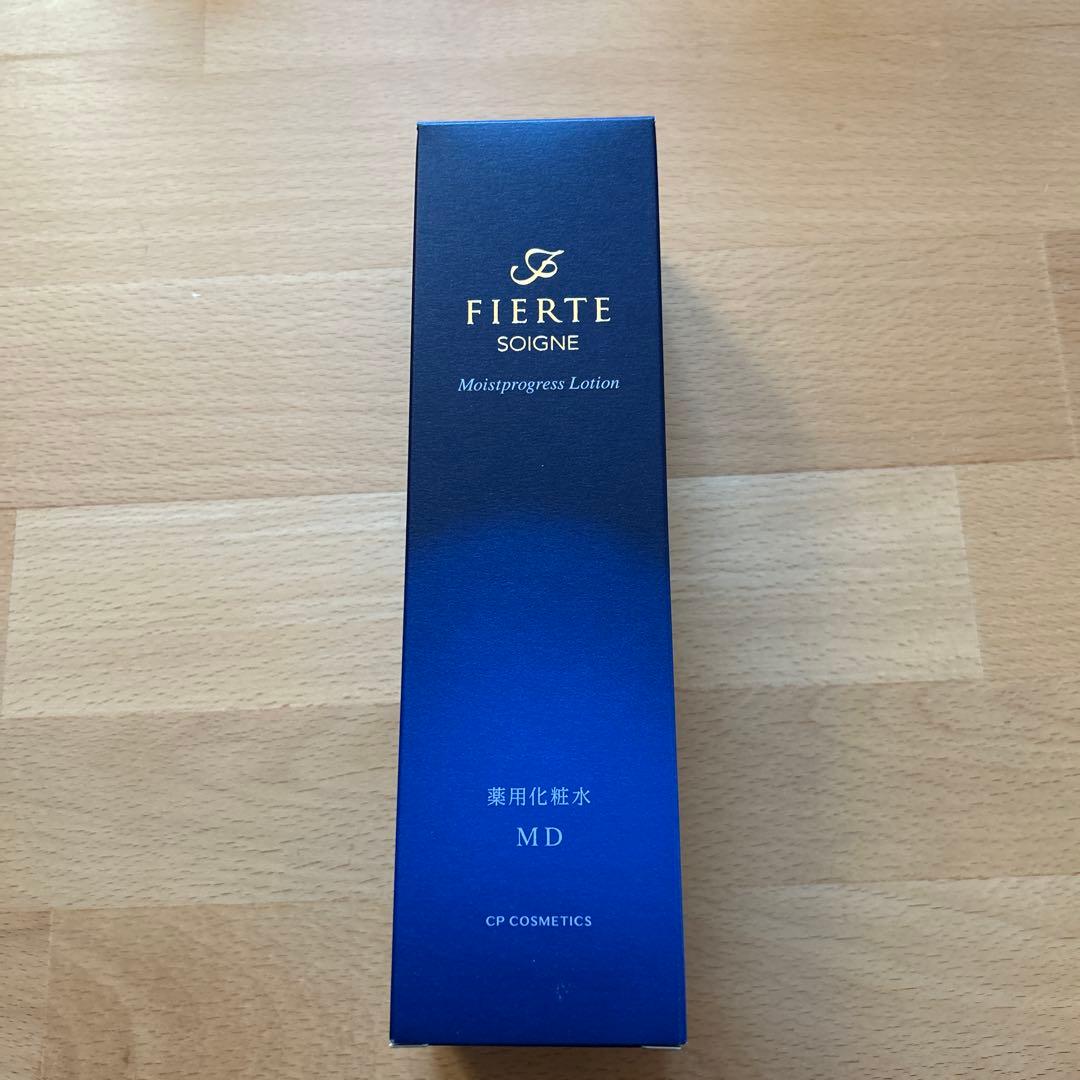 FIERTE
SOIGNE
Moistprogress Lotion
薬用化粧水
MD
CP COSMETICS